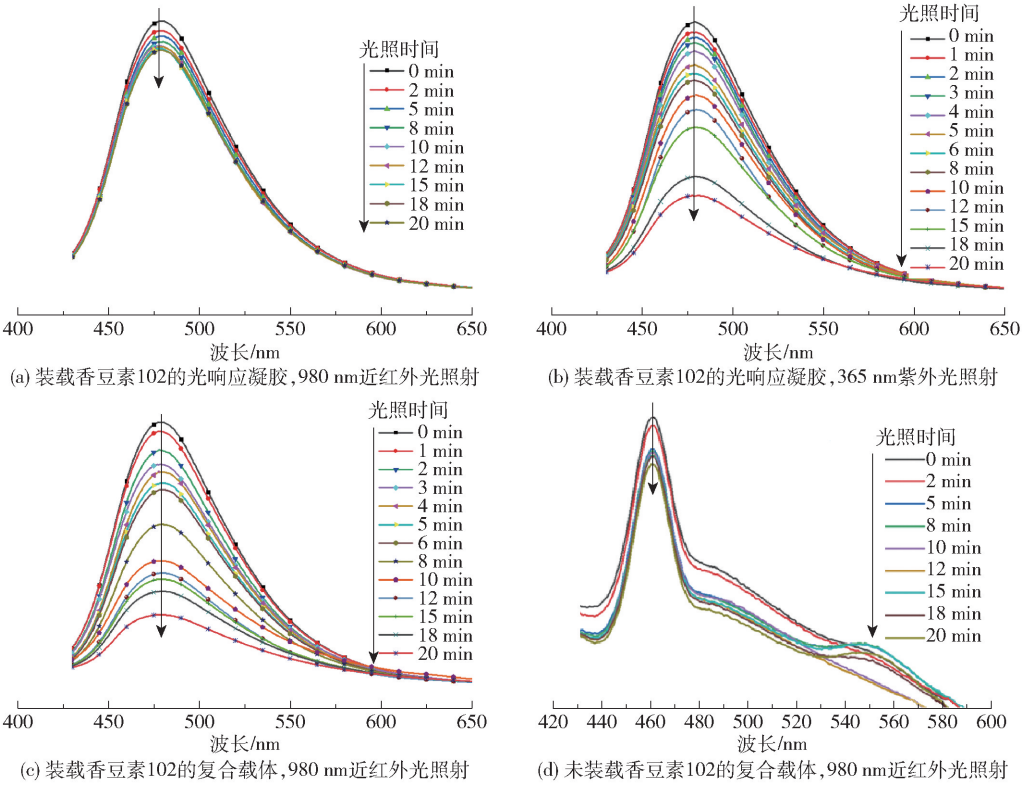 光照时间
0 min
2 min
5 min
8 min
10 min
12 min
15 min
18 min
20 min
400 450 500 550 600 650
波长/nm
(a) 装载香豆素102的光响应凝胶,980 nm近红外光照射
光照时间
0 min
1 min
2 min
3 min
4 min
5 min
6 min
8 min
10 min
12 min
15 min
18 min
20 min
400 450 500 550 600 650
波长/nm
(b) 装载香豆素102的光响应凝胶,365 nm紫外光照射
光照时间
0 min
1 min
2 min
3 min
4 min
5 min
6 min
8 min
10 min
12 min
15 min
18 min
20 min
400 450 500 550 600 650
波长/nm
(c) 装载香豆素102的复合载体,980 nm近红外光照射
光照时间
0 min
2 min
5 min
8 min
10 min
12 min
15 min
18 min
20 min
420 440 460 480 500 520 540 560 580 600
波长/nm
(d) 未装载香豆素102的复合载体,980 nm近红外光照射